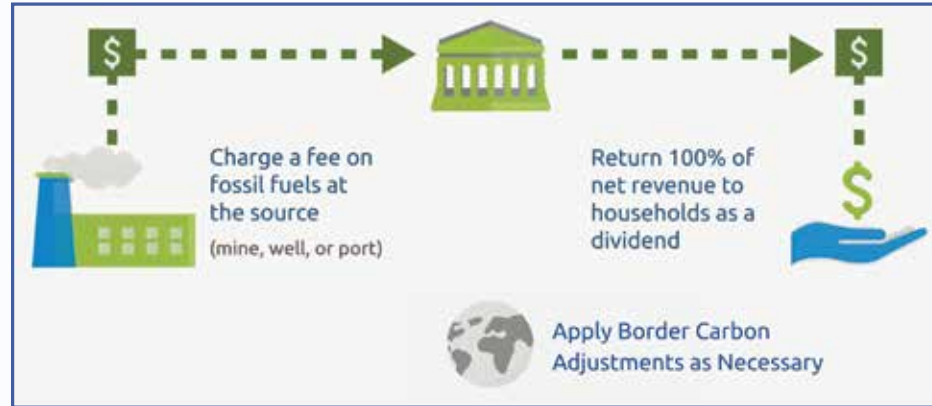 $
$
Charge a fee on
fossil fuels at
the source
(mine, well, or port)
Return 100% of
net revenue to
households as a
dividend
$
Apply Border Carbon
Adjustments as Necessary